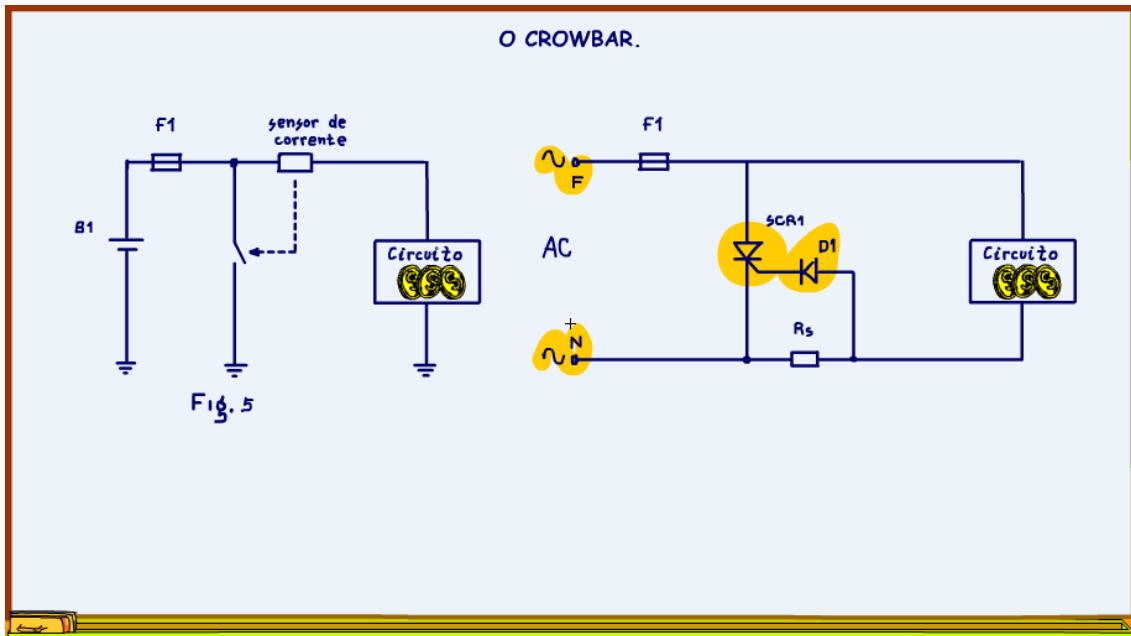 O CROWBAR.
F1
sensor de
corrente
B1
Circuito
$$$
Fig. 5
F1
F
AC
SCR1
D1
N
Rs
Circuito
$$$